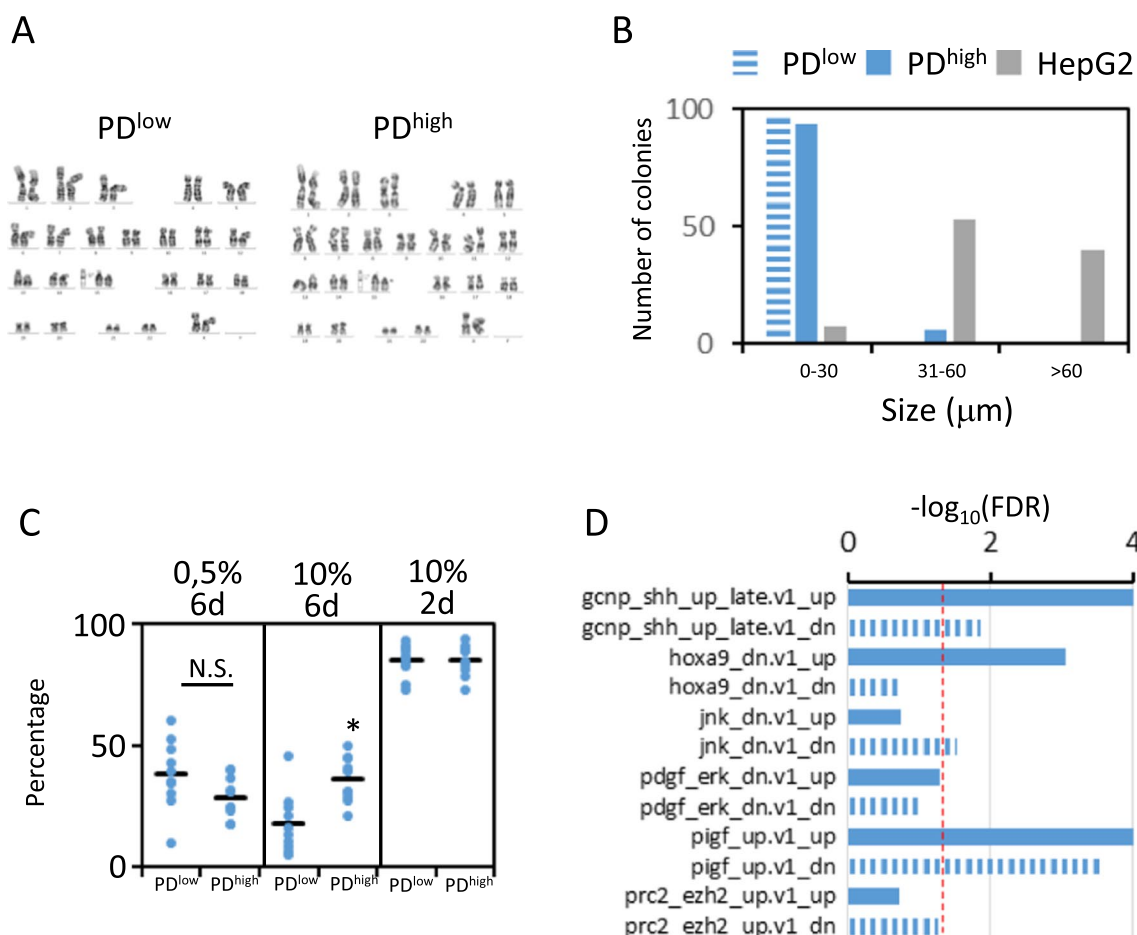 A
PDlow
PDhigh
B
PDlow PDhigh HepG2
100
50
0
Number of colonies
0-30 31-60 >60
Size (μm)
C
0,5% 10% 10%
6d 6d 2d
100
50
0
Percentage
N.S.
*
PDlow PDhigh PDlow PDhigh PDlow PDhigh
D
-log10(FDR)
0 2 4
gcnp_shh_up_late.v1_up
gcnp_shh_up_late.v1_dn
hoxa9_dn.v1_up
hoxa9_dn.v1_dn
jnk_dn.v1_up
jnk_dn.v1_dn
pdgf_erk_dn.v1_up
pdgf_erk_dn.v1_dn
pigf_up.v1_up
pigf_up.v1_dn
prc2_ezh2_up.v1_up
prc2_ezh2_up.v1_dn